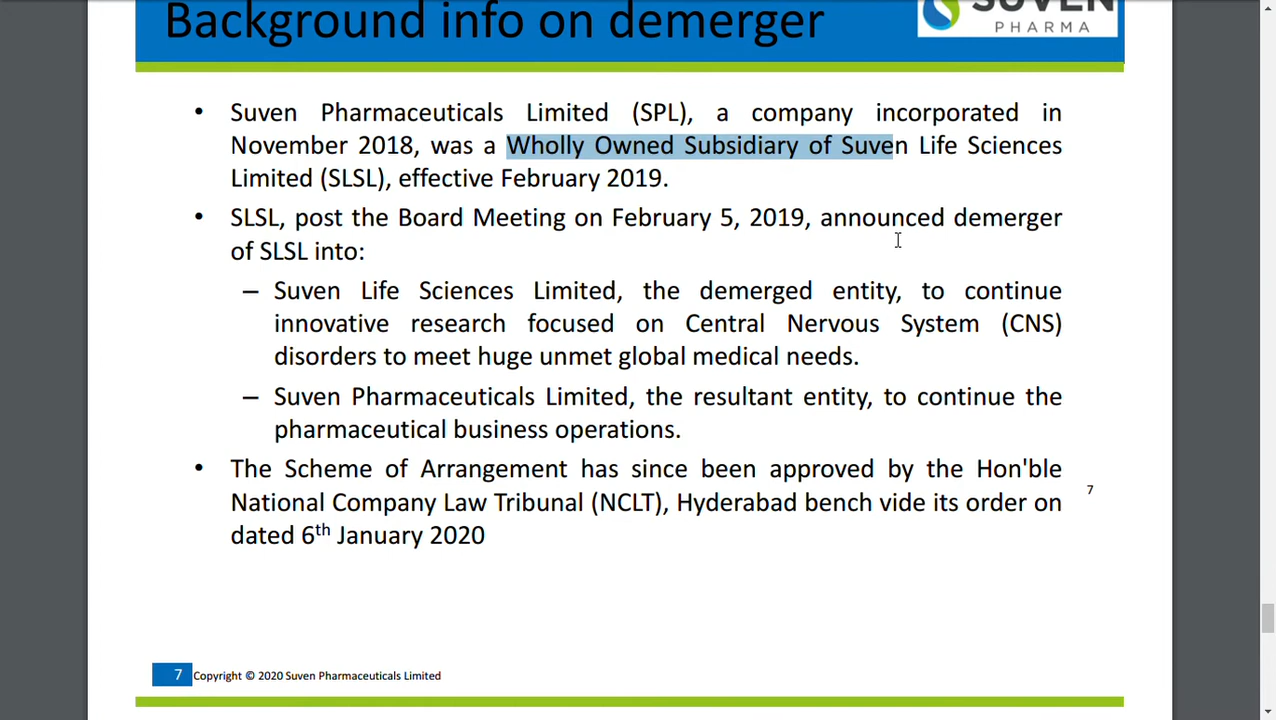 Background info on demerger
SUVEN
PHARMA
• Suven Pharmaceuticals Limited (SPL), a company incorporated in
November 2018, was a Wholly Owned Subsidiary of Suven Life Sciences
Limited (SLSL), effective February 2019.
• SLSL, post the Board Meeting on February 5, 2019, announced demerger
of SLSL into:
– Suven Life Sciences Limited, the demerged entity, to continue
innovative research focused on Central Nervous System (CNS)
disorders to meet huge unmet global medical needs.
– Suven Pharmaceuticals Limited, the resultant entity, to continue the
pharmaceutical business operations.
• The Scheme of Arrangement has since been approved by the Hon'ble
National Company Law Tribunal (NCLT), Hyderabad bench vide its order on
dated 6th January 2020
7
7 Copyright © 2020 Suven Pharmaceuticals Limited